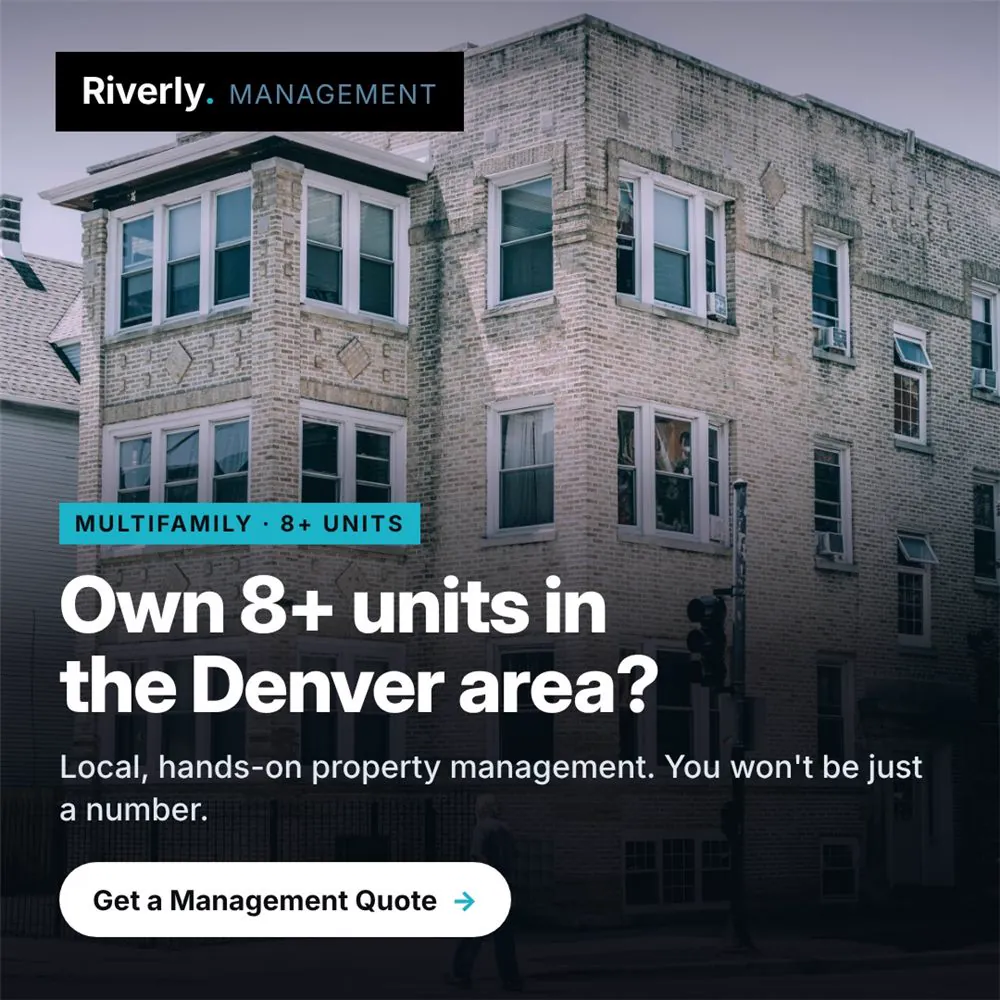 Riverly. MANAGEMENT
MULTIFAMILY · 8+ UNITS
Own 8+ units in
the Denver area?
Local, hands-on property management. You won't be just
a number.
Get a Management Quote →